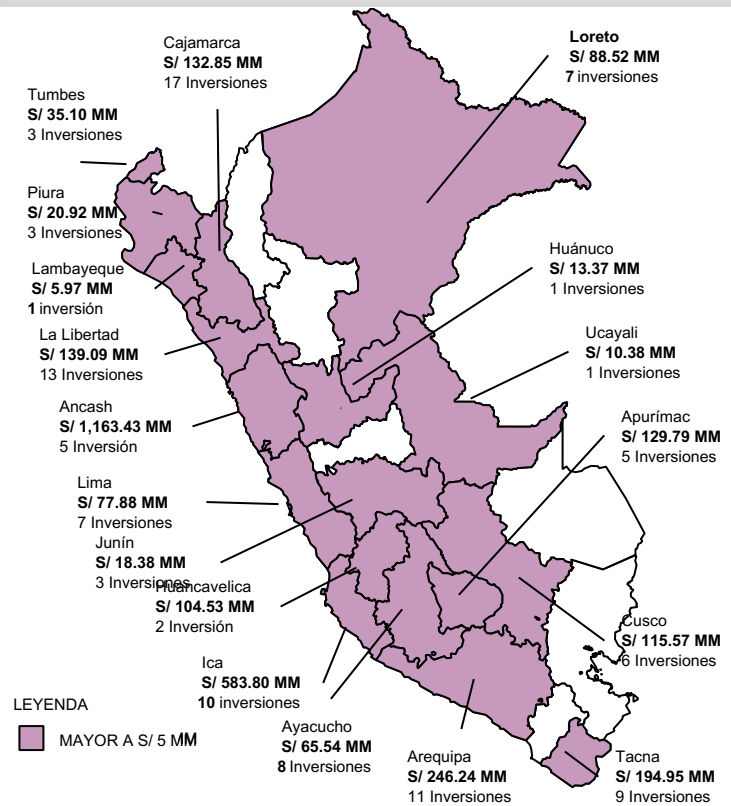 Cajamarca
S/ 132.85 MM
17 Inversiones
Loreto
S/ 88.52 MM
7 inversiones
Tumbes
S/ 35.10 MM
3 Inversiones
Piura
S/ 20.92 MM
3 Inversiones
Lambayeque
S/ 5.97 MM
1 inversión
La Libertad
S/ 139.09 MM
13 Inversiones
Ancash
S/ 1,163.43 MM
5 Inversión
Lima
S/ 77.88 MM
7 Inversiones
Junín
S/ 18.38 MM
3 Inversiones
Huancavelica
S/ 104.53 MM
2 Inversión
Ica
S/ 583.80 MM
10 inversiones
Ayacucho
S/ 65.54 MM
8 Inversiones
Arequipa
S/ 246.24 MM
11 Inversiones
Tacna
S/ 194.95 MM
9 Inversiones
Cusco
S/ 115.57 MM
6 Inversiones
Apurímac
S/ 129.79 MM
5 Inversiones
Ucayali
S/ 10.38 MM
1 Inversiones
Huánuco
S/ 13.37 MM
1 Inversiones
LEYENDA
MAYOR A S/ 5 MM